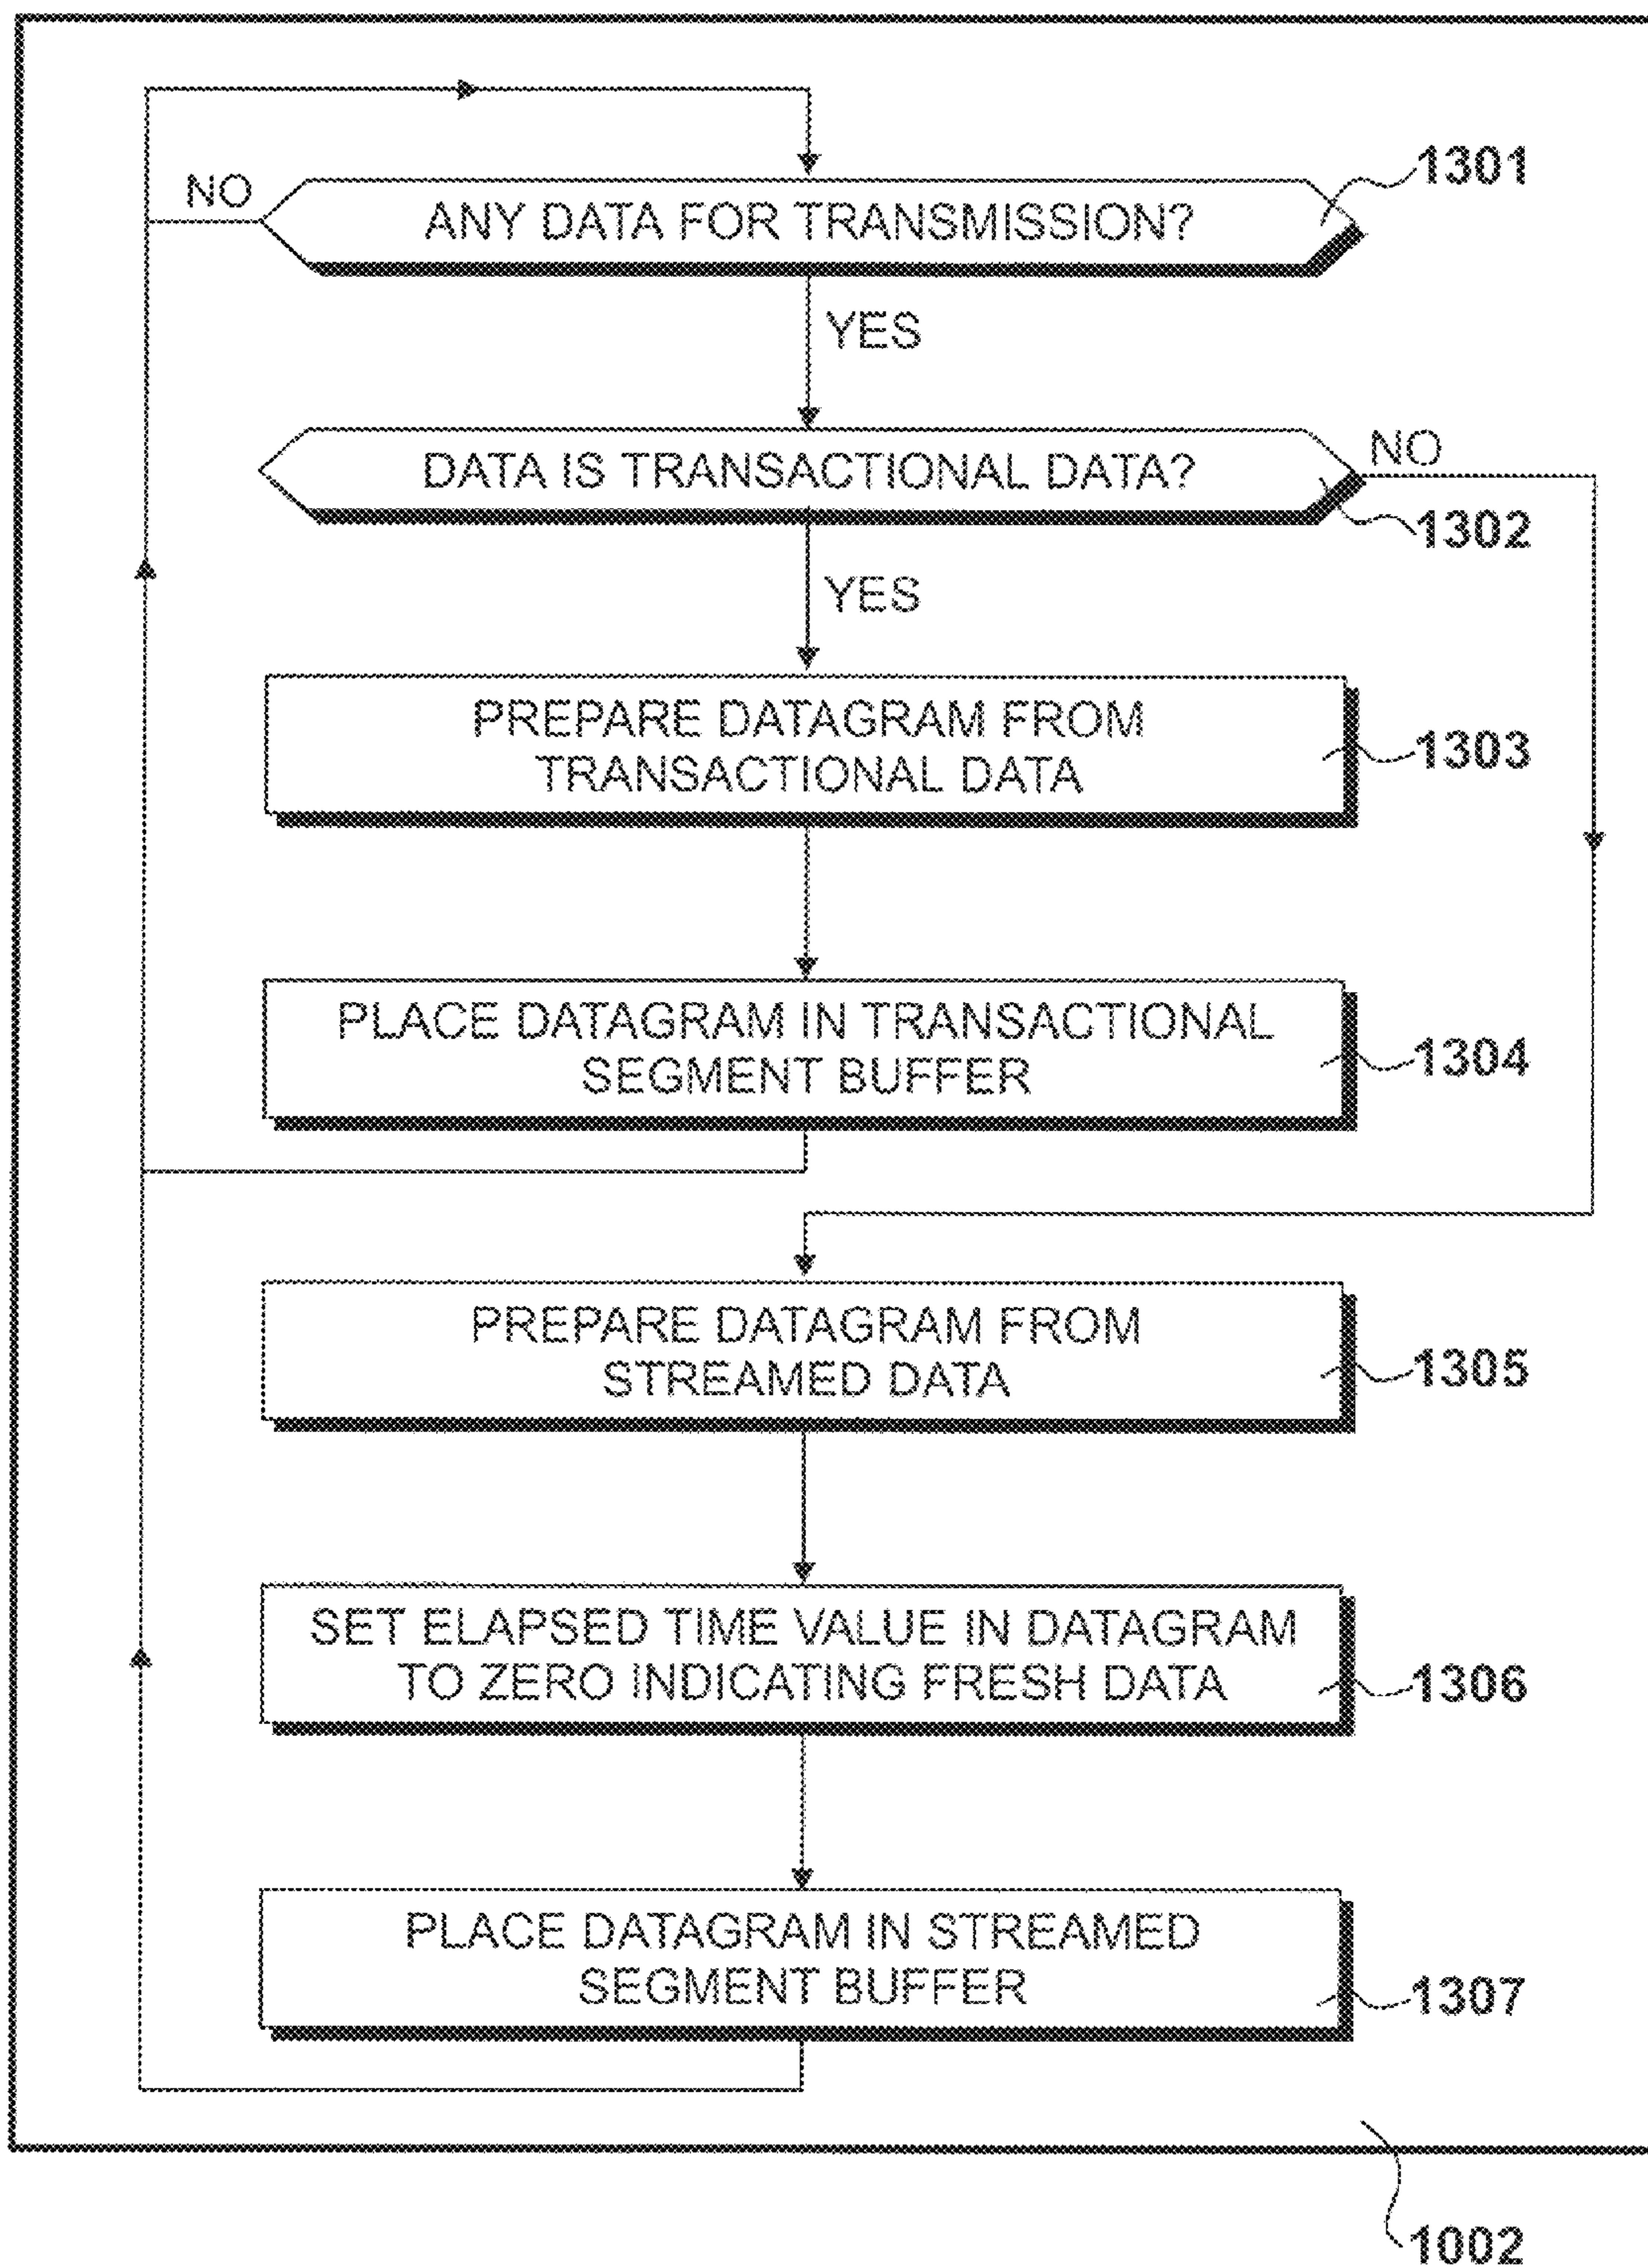 1301
NO
ANY DATA FOR TRANSMISSION?
YES
NO
DATA IS TRANSACTIONAL DATA?
1302
YES
PREPARE DATAGRAM FROM
TRANSACTIONAL DATA
1303
PLACE DATAGRAM IN TRANSACTIONAL
SEGMENT BUFFER
1304
PREPARE DATAGRAM FROM
STREAMED DATA
1305
SET ELAPSED TIME VALUE IN DATAGRAM
TO ZERO INDICATING FRESH DATA
1306
PLACE DATAGRAM IN STREAMED
SEGMENT BUFFER
1307
1002